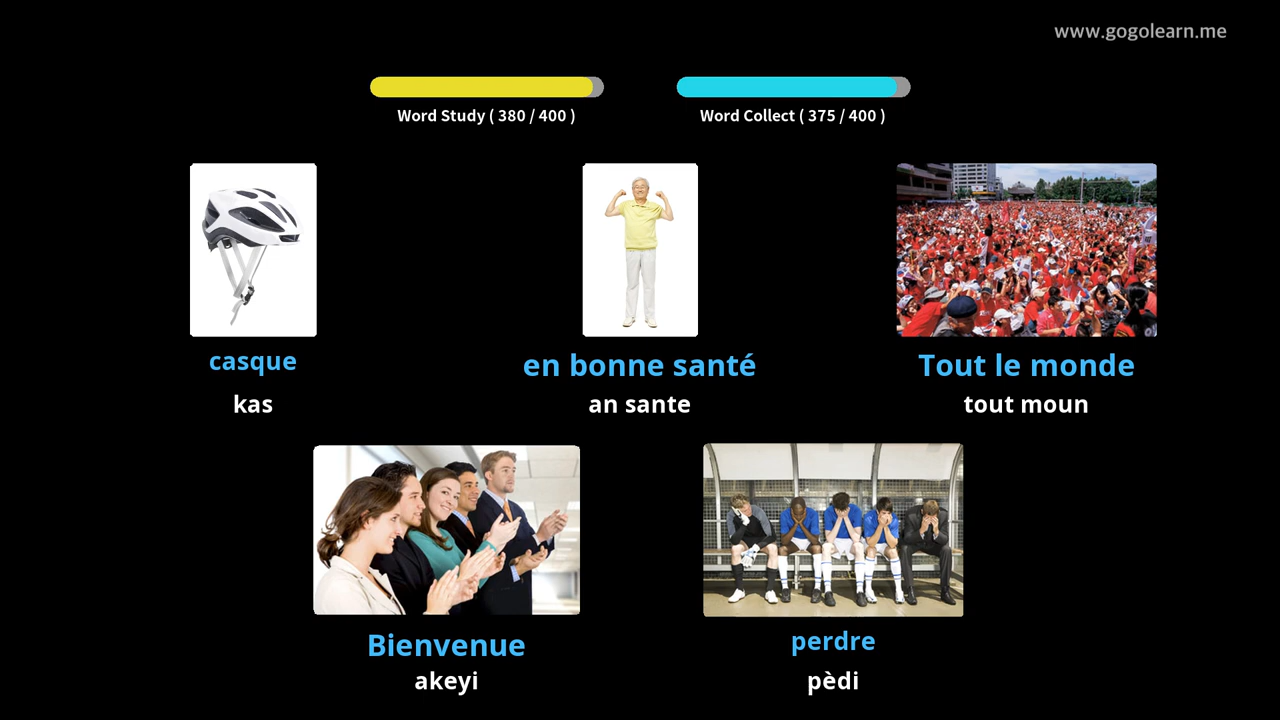 www.gogolearn.me
Word Study ( 380 / 400 )
Word Collect ( 375 / 400 )
casque
kas
en bonne santé
an sante
Tout le monde
tout moun
Bienvenue
akeyi
perdre
pèdi